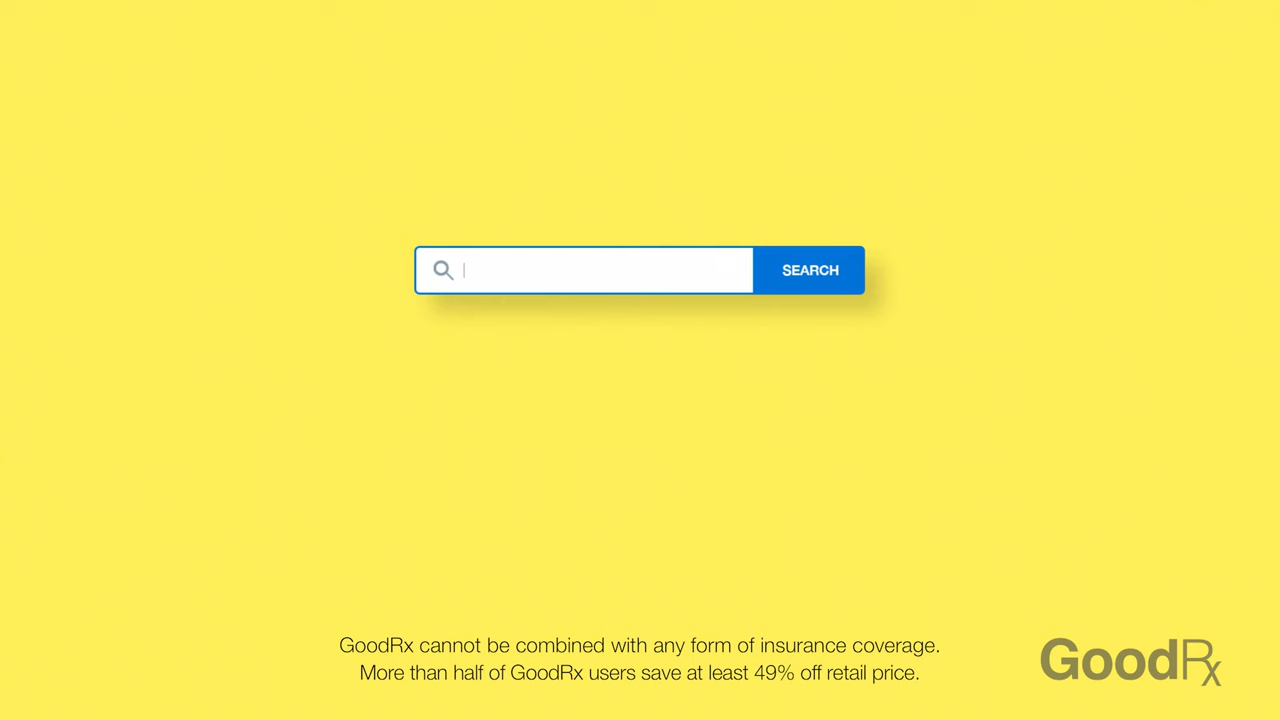 SEARCH
GoodRx cannot be combined with any form of insurance coverage.
More than half of GoodRx users save at least 49% off retail price.
GoodRx